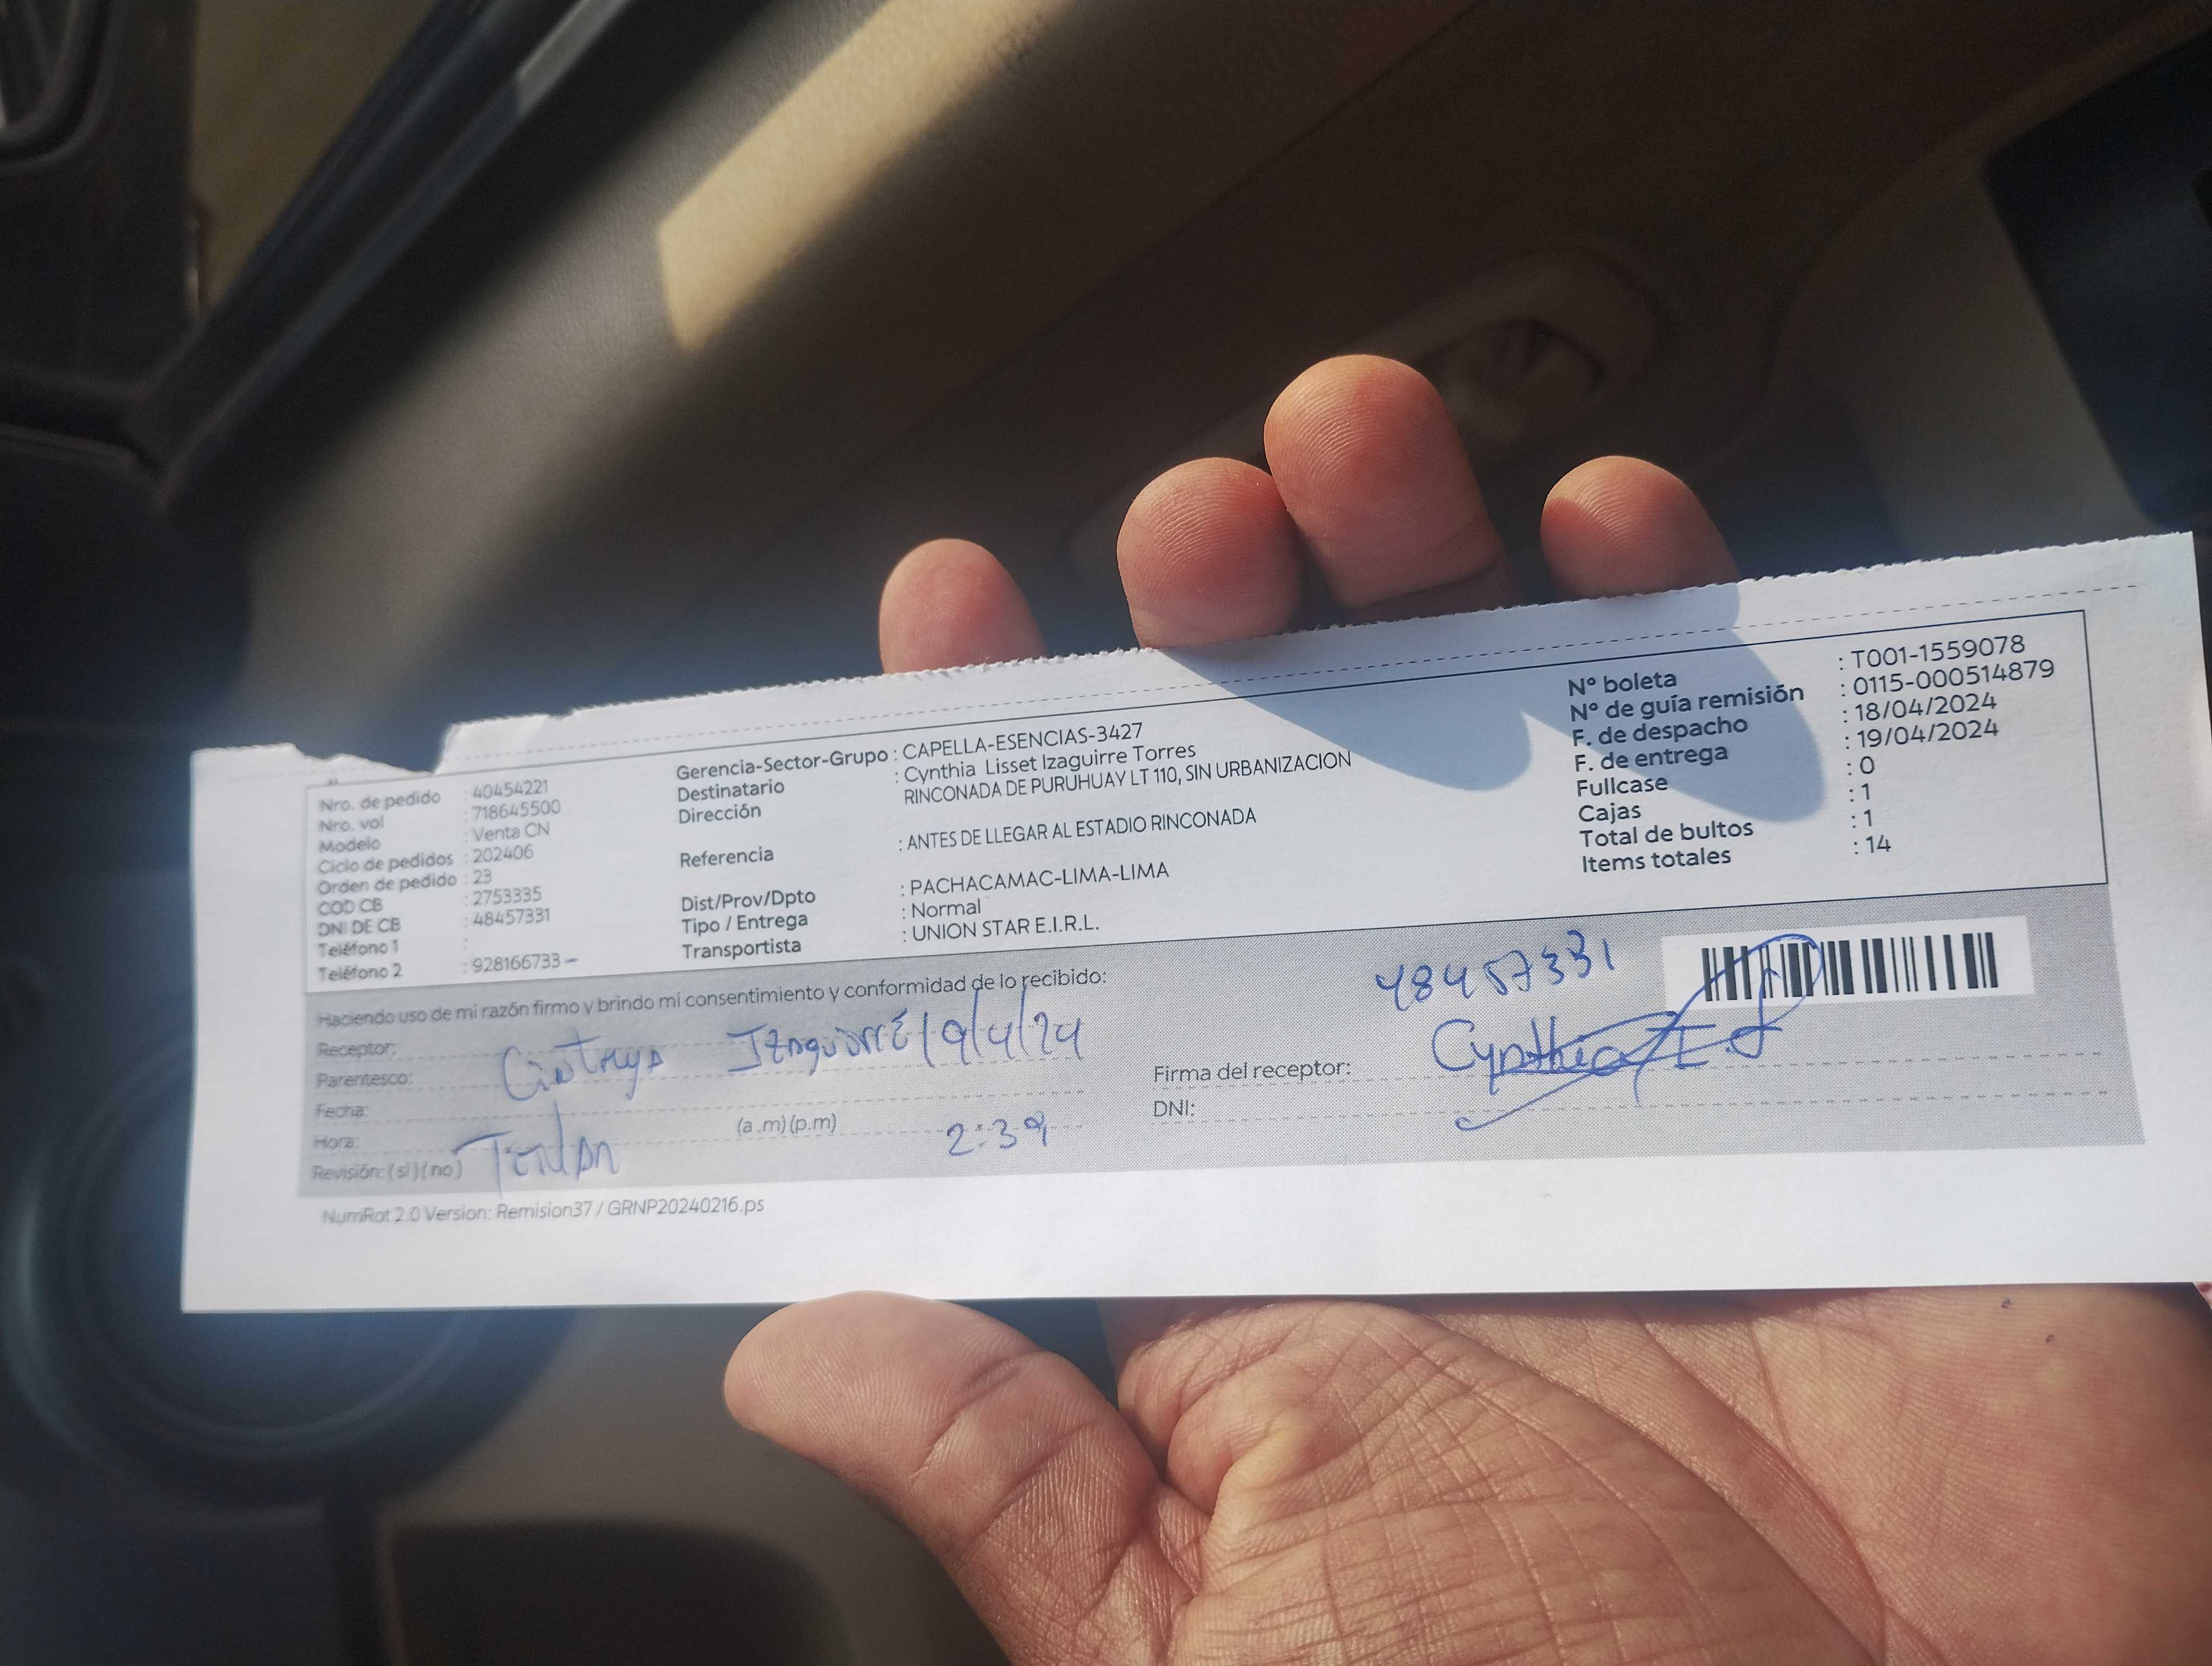 Nro. de pedido : 40454221
Nro. vol : 718645500
Modelo : Venta CN
Ciclo de pedidos : 202406
Orden de pedido : 23
COD CB : 2753335
DNI DE CB : 48457331
Teléfono 1 :
Teléfono 2 : 928166733-
Gerencia-Sector-Grupo : CAPELLA-ESENCIAS-3427
Destinatario : Cynthia Lisset Izaguirre Torres
Dirección RINCONADA DE PURUHUAY LT 110, SIN URBANIZACION
Referencia : ANTES DE LLEGAR AL ESTADIO RINCONADA
Dist/Prov/Dpto : PACHACAMAC-LIMA-LIMA
Tipo / Entrega : Normal
Transportista : UNION STAR E.I.R.L.
N° boleta : T001-1559078
N° de guía remisión : 0115-000514879
F. de despacho : 18/04/2024
F. de entrega : 19/04/2024
Fullcase : 0
Cajas : 1
Total de bultos : 1
Items totales : 14
Haciendo uso de mi razón firmo y brindo mi consentimiento y conformidad de lo recibido:
Receptor:
Parentesco: 19/4/24
Fecha:
Hora: (a.m) (p.m) 2:39
Revisión: (si) (no)
48457331
Firma del receptor: Cynthia
DNI:
NumRot 2.0 Version: Remision37 / GRNP20240216.ps